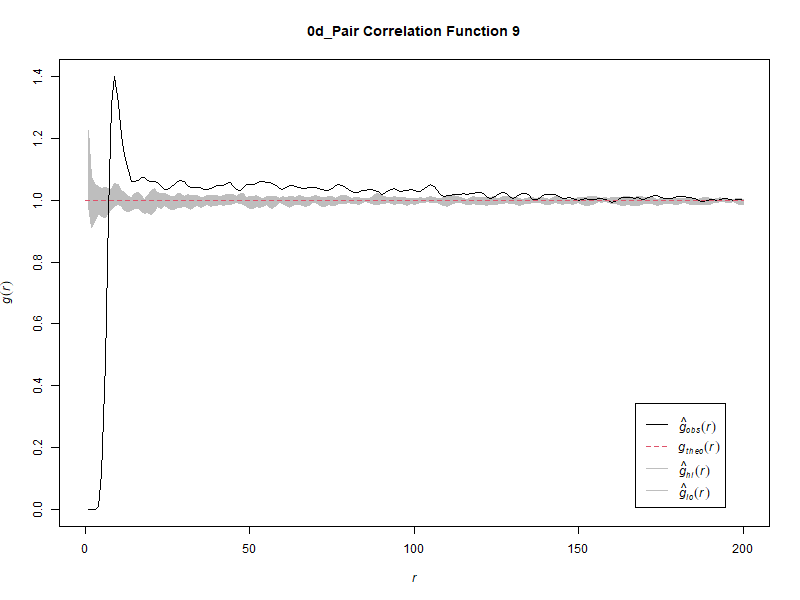 0d_Pair Correlation Function 9
g(r)
1.4
1.2
1.0
0.8
0.6
0.4
0.2
0.0
ĝobs(r)
gtheo(r)
ĝhi(r)
ĝlo(r)
0 50 100 150 200
r